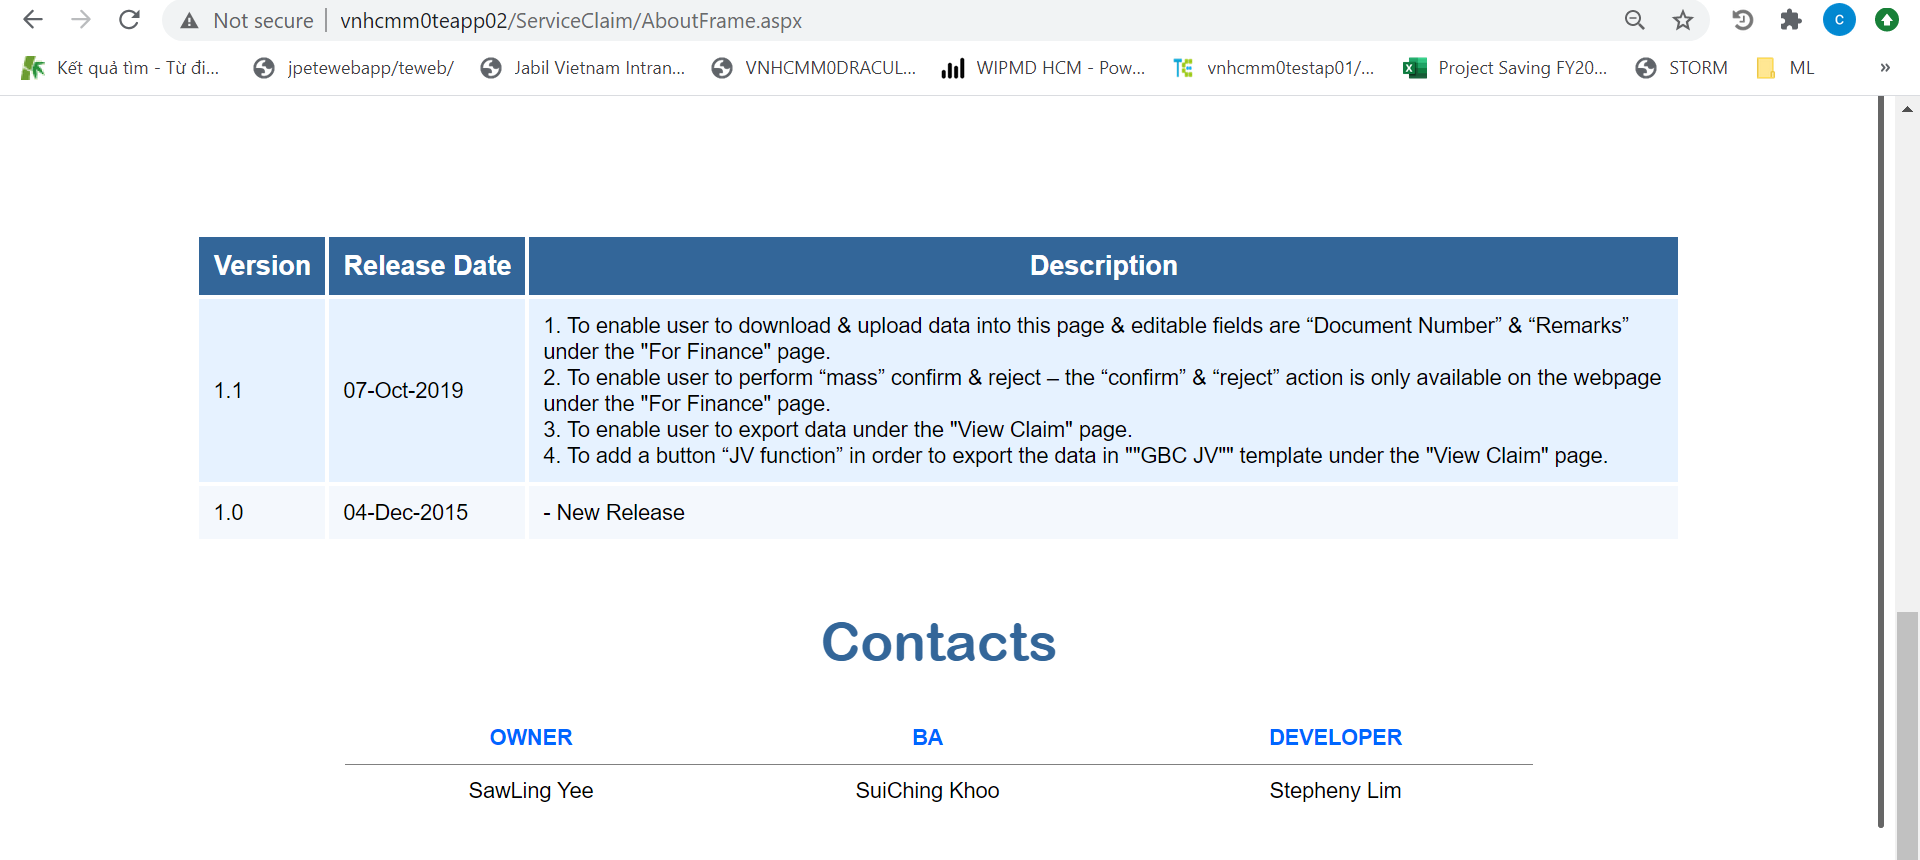 Not secure | vnhcmm0teapp02/ServiceClaim/AboutFrame.aspx
C
Kết quả tìm - Từ đi... jpetewebapp/teweb/ Jabil Vietnam Intran... VNHCMM0DRACUL... WIPMD HCM - Pow... vnhcmm0testap01/... Project Saving FY20... STORM ML »
Version Release Date Description
1.1 07-Oct-2019
1. To enable user to download & upload data into this page & editable fields are “Document Number” & “Remarks”
under the "For Finance" page.
2. To enable user to perform “mass” confirm & reject – the “confirm” & “reject” action is only available on the webpage
under the "For Finance" page.
3. To enable user to export data under the "View Claim" page.
4. To add a button “JV function” in order to export the data in ""GBC JV"" template under the "View Claim" page.
1.0 04-Dec-2015 - New Release
Contacts
OWNER BA DEVELOPER
SawLing Yee SuiChing Khoo Stepheny Lim